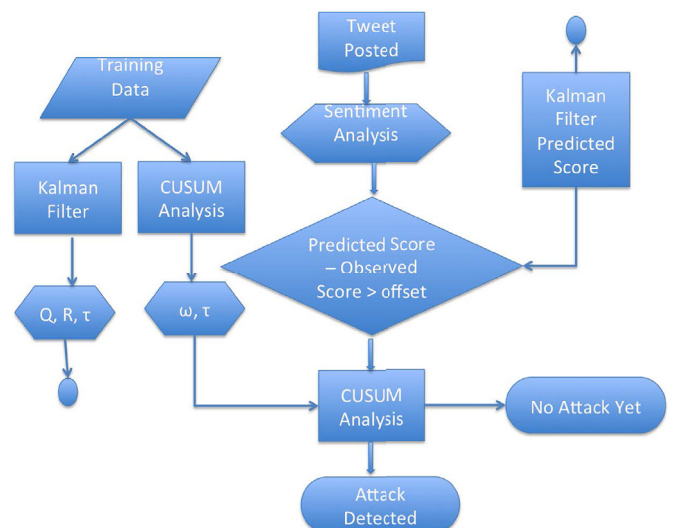 Tweet
Posted
Training
Data
Sentiment
Analysis
Kalman
Filter
Predicted
Score
Kalman
Filter
CUSUM
Analysis
Predicted Score
– Observed
Score > offset
Q, R, τ
ω, τ
CUSUM
Analysis
No Attack Yet
Attack
Detected